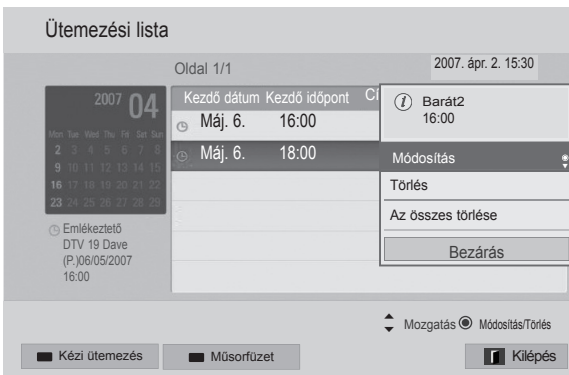 Ütemezési lista
Oldal 1/1
2007. ápr. 2. 15:30
2007 04
Mon Tue Wed Thu Fri Sat Sun
2 3 4 5 6 7 8
9 10 11 12 13 14 15
16 17 18 19 20 21 22
23 24 25 26 27 28 29
Emlékeztető
DTV 19 Dave
(P.)06/05/2007
16:00
Kezdő dátum Kezdő időpont
Máj. 6. 16:00
Máj. 6. 18:00
Barát2
16:00
Módosítás
Törlés
Az összes törlése
Bezárás
Mozgatás Módosítás/Törlés
Kézi ütemezés
Műsorfüzet
Kilépés